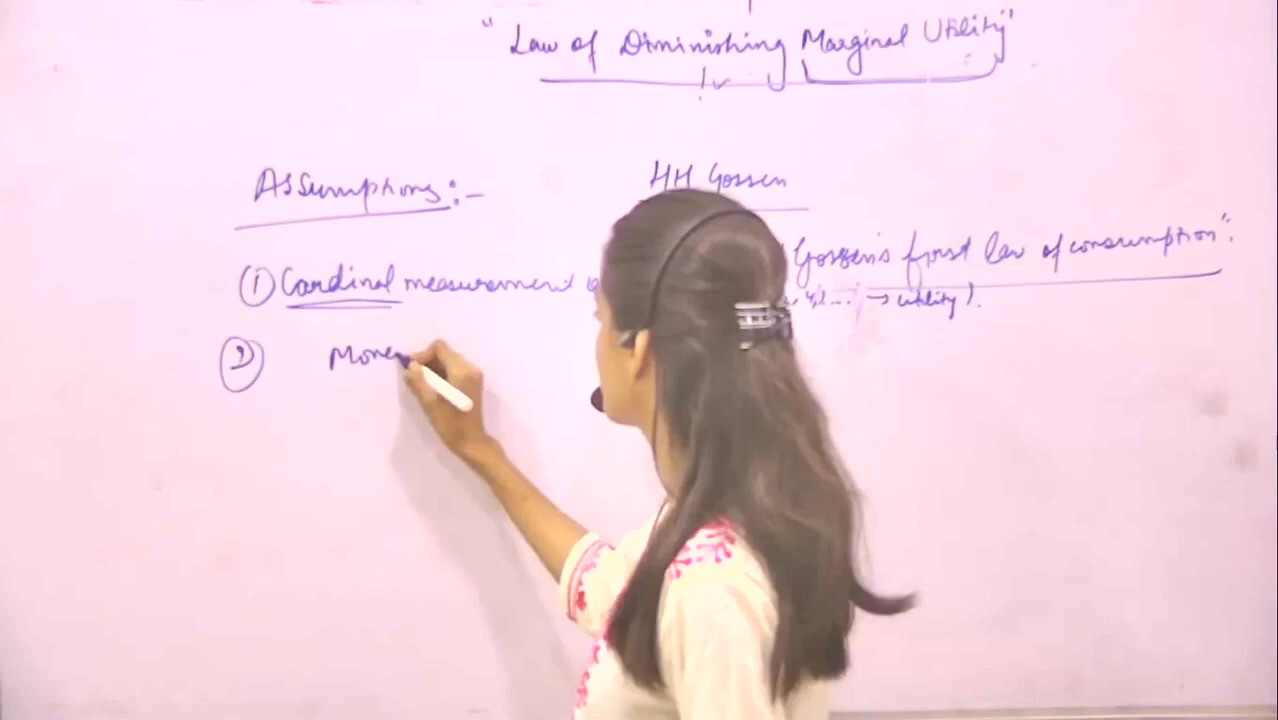 "Law of Diminishing Marginal Utility"
Assumptions :-
HH Gossen
Gossen's first law of consumption".
(1) Cardinal measurement
→ utility).
(2) Mone